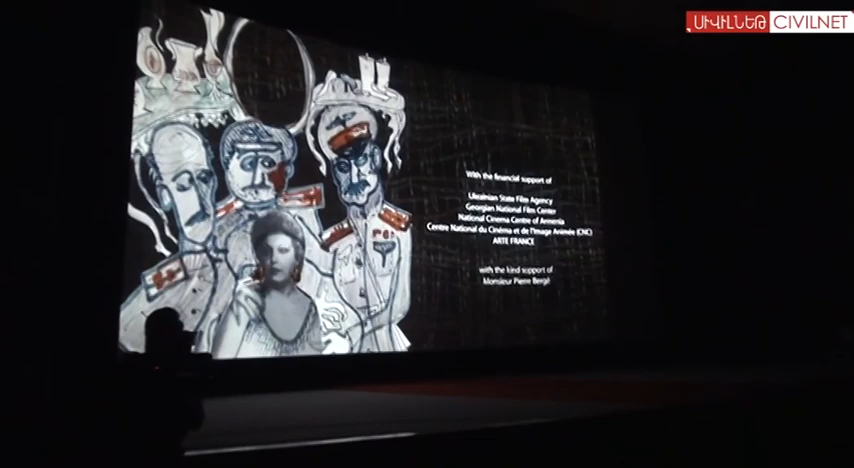 ՍԻՎԻԼՆԵԹ CIVILNET
With the financial support of
Ukrainian State Film Agency
Georgian National Film Center
National Cinema Centre of Armenia
Centre National du Cinéma et de l'Image Animée (CNC)
ARTE FRANCE
with the kind support of
Monsieur Pierre Bergé